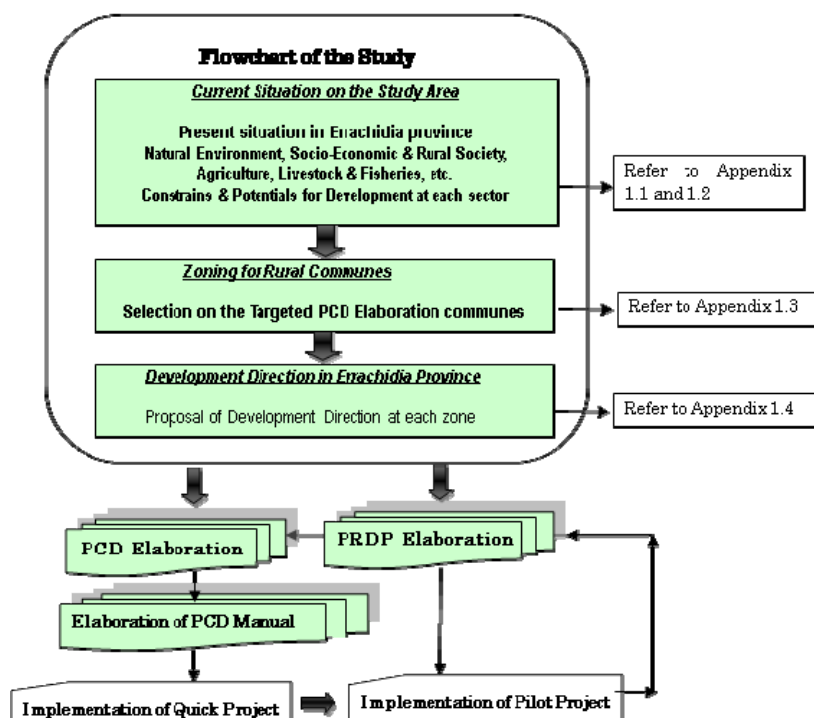 Flowchart of the Study
Current Situation on the Study Area
Present situation in Errachidia province
Natural Environment, Socio-Economic & Rural Society,
Agriculture, Livestock & Fisheries, etc.
Constrains & Potentials for Development at each sector
Refer to Appendix
1.1 and 1.2
Zoning for Rural Communes
Selection on the Targeted PCD Elaboration communes
Refer to Appendix 1.3
Development Direction in Errachidia Province
Proposal of Development Direction at each zone
Refer to Appendix 1.4
PCD Elaboration
PRDP Elaboration
Elaboration of PCD Manual
Implementation of Quick Project
Implementation of Pilot Project